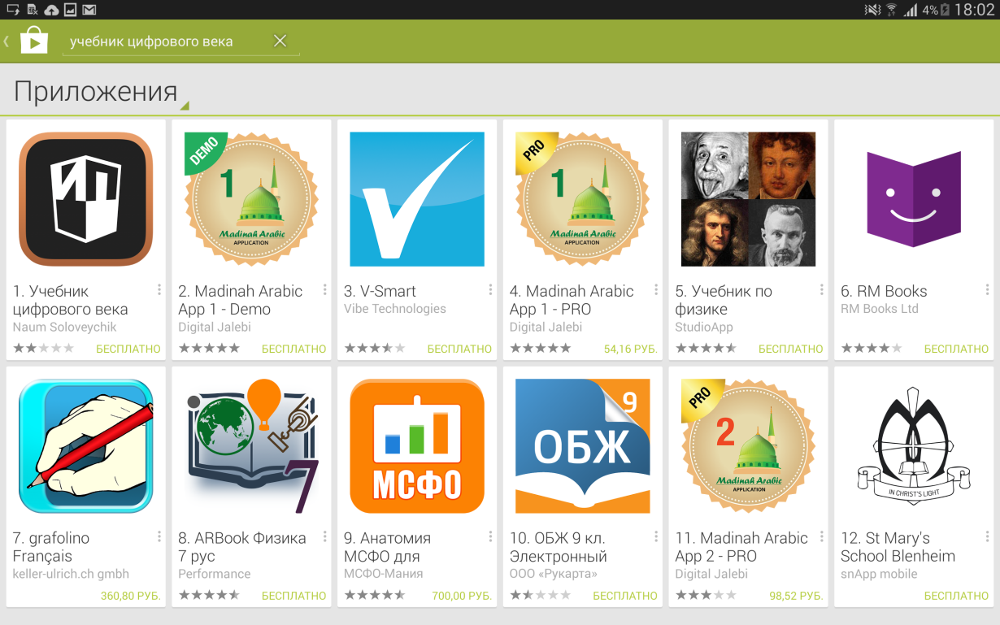 4% 18:02
учебник цифрового века
Приложения
ИП
1. Учебник
цифрового века
Naum Soloveychik
БЕСПЛАТНО
DEMO
1
Madinah Arabic
APPLICATION
2. Madinah Arabic
App 1 - Demo
Digital Jalebi
БЕСПЛАТНО
3. V-Smart
Vibe Technologies
БЕСПЛАТНО
PRO
1
Madinah Arabic
APPLICATION
4. Madinah Arabic
App 1 - PRO
Digital Jalebi
54,16 РУБ.
5. Учебник по
физике
StudioApp
БЕСПЛАТНО
6. RM Books
RM Books Ltd
БЕСПЛАТНО
7. grafolino
Français
keller-ulrich.ch gmbh
360,80 РУБ.
7
8. ARBook Физика
7 рус
Performance
БЕСПЛАТНО
МСФО
9. Анатомия
МСФО для
МСФО-Мания
700,00 РУБ.
9
ОБЖ
10. ОБЖ 9 кл.
Электронный
ООО «Рукарта»
БЕСПЛАТНО
PRO
2
Madinah Arabic
APPLICATION
11. Madinah Arabic
App 2 - PRO
Digital Jalebi
98,52 РУБ.
IN CHRIST'S LIGHT
12. St Mary's
School Blenheim
snApp mobile
БЕСПЛАТНО